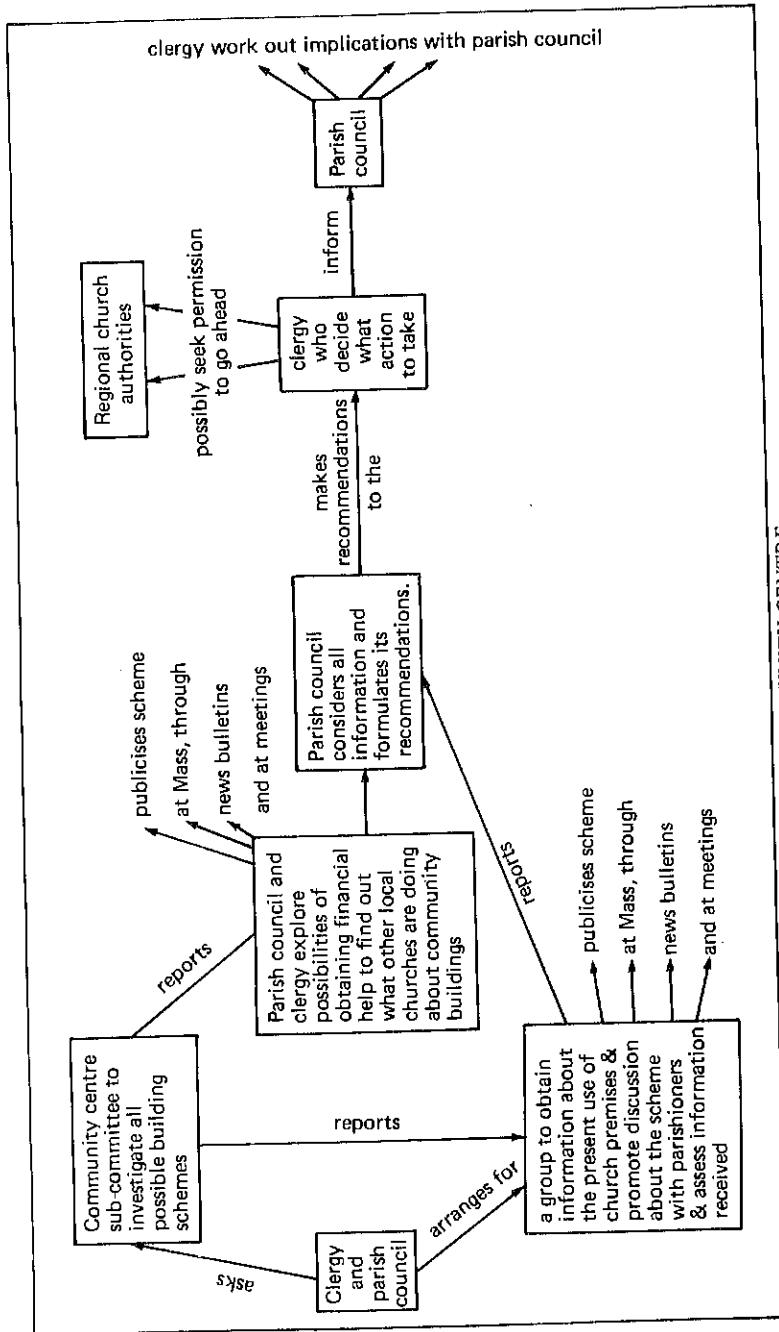 Clergy
and
parish
council
asks
arranges for
Community centre
sub-committee to
investigate all
possible building
schemes
reports
reports
a group to obtain
information about
the present use of
church premises &
promote discussion
about the scheme
with parishioners
& assess information
received
publicises scheme
at Mass, through
news bulletins
and at meetings
reports
Parish council and
clergy explore
possibilities of
obtaining financial
help to find out
what other local
churches are doing
about community
buildings
publicises scheme
at Mass, through
news bulletins
and at meetings
Parish council
considers all
information and
formulates its
recommendations.
makes
recommendations
to the
clergy
who
decide
what
action
to take
possibly seek permission
to go ahead
Regional church
authorities
inform
Parish
council
clergy work out implications with parish council